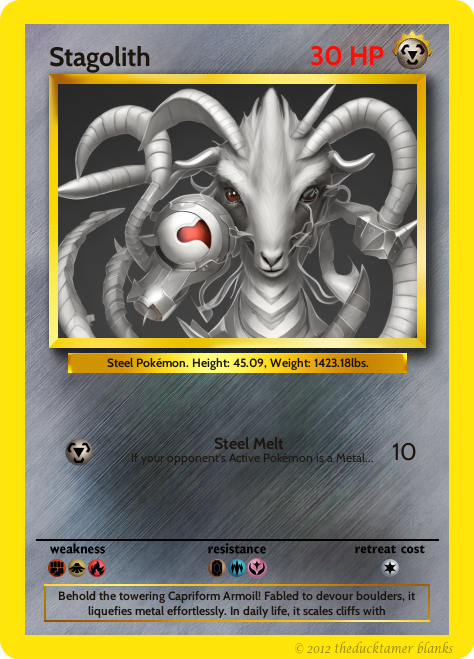 Stagolith 30 HP
Steel Pokémon. Height: 45.09, Weight: 1423.18lbs.
Steel Melt
If your opponent's Active Pokémon is a Metal... 10
weakness resistance retreat cost
Behold the towering Capriform Armoil! Fabled to devour boulders, it
liquefies metal effortlessly. In daily life, it scales cliffs with
© 2012 theducktamer blanks